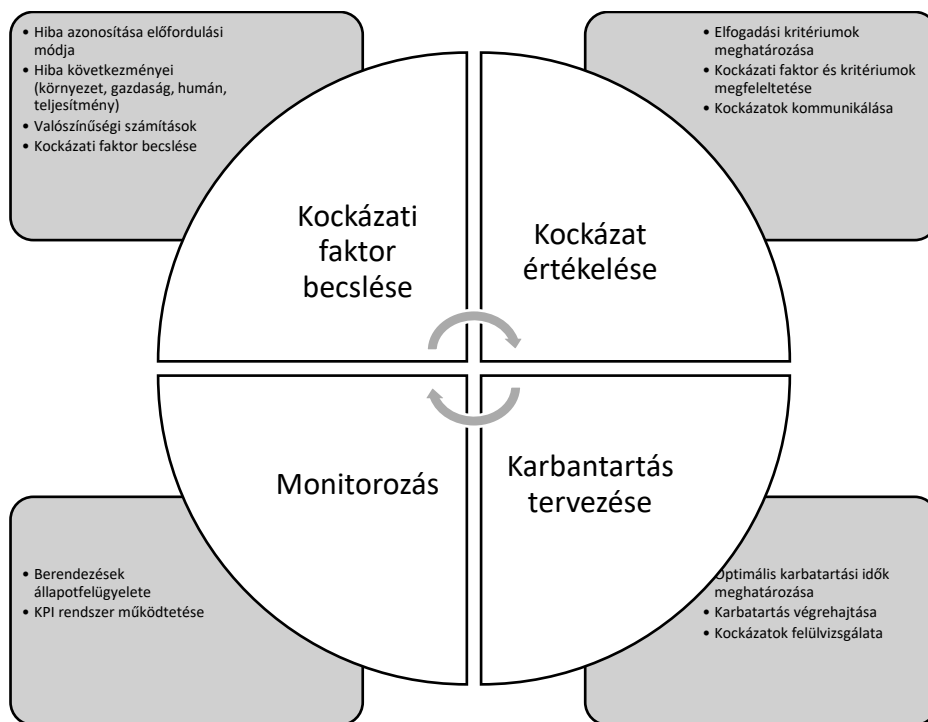 • Hiba azonosítása előfordulási
módja
• Hiba következményei
(környezet, gazdaság, humán,
teljesítmény)
• Valószínűségi számítások
• Kockázati faktor becslése
• Elfogadási kritériumok
meghatározása
• Kockázati faktor és kritériumok
megfeleltetése
• Kockázatok kommunikálása
Kockázati
faktor
becslése
Kockázat
értékelése
Monitorozás
Karbantartás
tervezése
• Berendezések
állapotfelügyelete
• KPI rendszer működtetése
• Optimális karbatartási idők
meghatározása
• Karbatartás végrehajtása
• Kockázatok felülvizsgálata